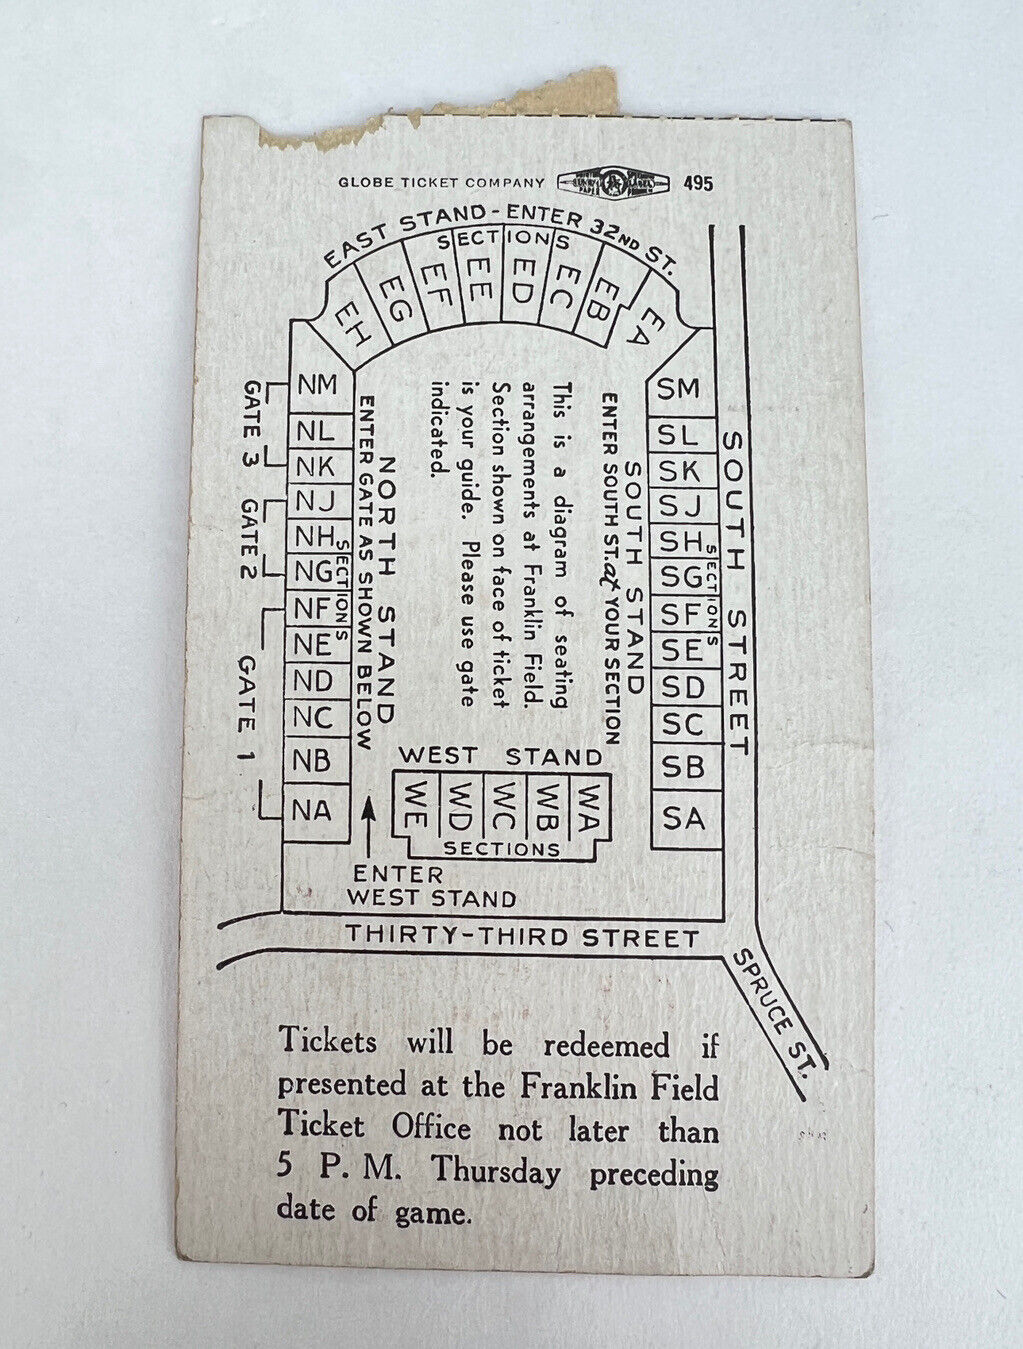 GLOBE TICKET COMPANY
495
EAST STAND - ENTER 32ND ST.
SECTIONS
EH
EG
EF
EE
ED
EC
EB
EA
NM
NL
NK
NJ
NH
NG
NF
NE
ND
NC
NB
NA
SECTIONS
GATE 3
GATE 2
GATE 1
NORTH STAND
ENTER GATE AS SHOWN BELOW
This is a diagram of seating
arrangements at Franklin Field.
Section shown on face of ticket
is your guide. Please use gate
indicated.
SOUTH STAND
ENTER SOUTH ST. at YOUR SECTION
SM
SL
SK
SJ
SH
SG
SF
SE
SD
SC
SB
SA
SECTIONS
SOUTH STREET
WEST STAND
WE
WD
WC
WB
WA
SECTIONS
ENTER
WEST STAND
THIRTY-THIRD STREET
SPRUCE ST.
Tickets will be redeemed if
presented at the Franklin Field
Ticket Office not later than
5 P. M. Thursday preceding
date of game.